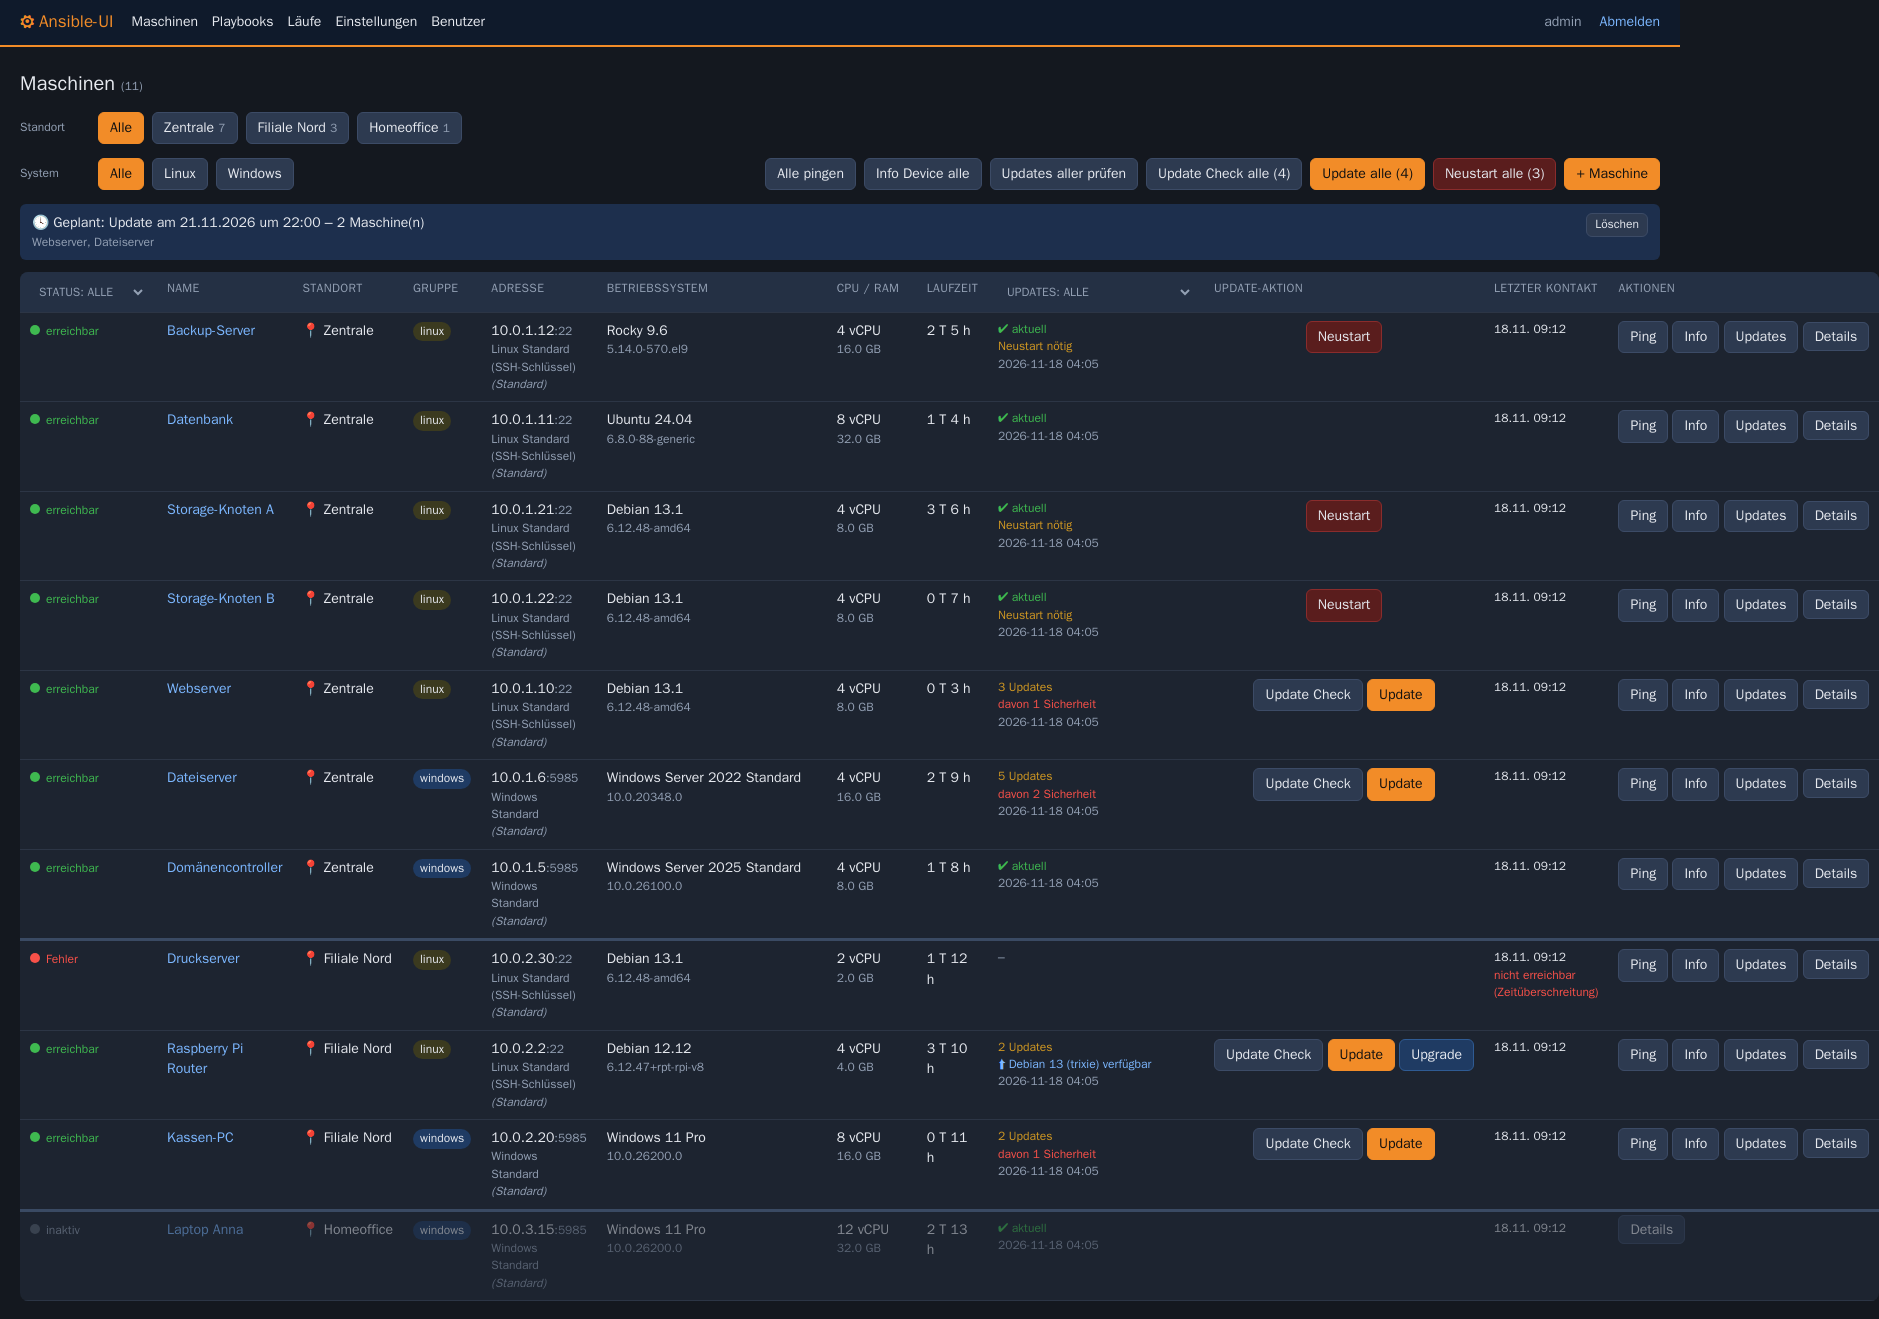 Ansible-UI Maschinen Playbooks Läufe Einstellungen Benutzer admin Abmelden
Maschinen (11)
Standort Alle Zentrale 7 Filiale Nord 3 Homeoffice 1
System Alle Linux Windows Alle pingen Info Device alle Updates aller prüfen Update Check alle (4) Update alle (4) Neustart alle (3) + Maschine
Geplant: Update am 21.11.2026 um 22:00 – 2 Maschine(n) Löschen
Webserver, Dateiserver
STATUS: ALLE NAME STANDORT GRUPPE ADRESSE BETRIEBSSYSTEM CPU / RAM LAUFZEIT UPDATES: ALLE UPDATE-AKTION LETZTER KONTAKT AKTIONEN
erreichbar Backup-Server Zentrale linux 10.0.1.12:22 Rocky 9.6 4 vCPU 2 T 5 h ✔ aktuell Neustart 18.11. 09:12 Ping Info Updates Details
Linux Standard 5.14.0-570.el9 16.0 GB Neustart nötig
(SSH-Schlüssel) 2026-11-18 04:05
(Standard)
erreichbar Datenbank Zentrale linux 10.0.1.11:22 Ubuntu 24.04 8 vCPU 1 T 4 h ✔ aktuell 18.11. 09:12 Ping Info Updates Details
Linux Standard 6.8.0-88-generic 32.0 GB 2026-11-18 04:05
(SSH-Schlüssel)
(Standard)
erreichbar Storage-Knoten A Zentrale linux 10.0.1.21:22 Debian 13.1 4 vCPU 3 T 6 h ✔ aktuell Neustart 18.11. 09:12 Ping Info Updates Details
Linux Standard 6.12.48-amd64 8.0 GB Neustart nötig
(SSH-Schlüssel) 2026-11-18 04:05
(Standard)
erreichbar Storage-Knoten B Zentrale linux 10.0.1.22:22 Debian 13.1 4 vCPU 0 T 7 h ✔ aktuell Neustart 18.11. 09:12 Ping Info Updates Details
Linux Standard 6.12.48-amd64 8.0 GB Neustart nötig
(SSH-Schlüssel) 2026-11-18 04:05
(Standard)
erreichbar Webserver Zentrale linux 10.0.1.10:22 Debian 13.1 4 vCPU 0 T 3 h 3 Updates Update Check Update 18.11. 09:12 Ping Info Updates Details
Linux Standard 6.12.48-amd64 8.0 GB davon 1 Sicherheit
(SSH-Schlüssel) 2026-11-18 04:05
(Standard)
erreichbar Dateiserver Zentrale windows 10.0.1.6:5985 Windows Server 2022 Standard 4 vCPU 2 T 9 h 5 Updates Update Check Update 18.11. 09:12 Ping Info Updates Details
Windows 10.0.20348.0 16.0 GB davon 2 Sicherheit
Standard 2026-11-18 04:05
(Standard)
erreichbar Domänencontroller Zentrale windows 10.0.1.5:5985 Windows Server 2025 Standard 4 vCPU 1 T 8 h ✔ aktuell 18.11. 09:12 Ping Info Updates Details
Windows 10.0.26100.0 8.0 GB 2026-11-18 04:05
Standard
(Standard)
Fehler Druckserver Filiale Nord linux 10.0.2.30:22 Debian 13.1 2 vCPU 1 T 12 – 18.11. 09:12 Ping Info Updates Details
Linux Standard 6.12.48-amd64 2.0 GB h nicht erreichbar
(SSH-Schlüssel) (Zeitüberschreitung)
(Standard)
erreichbar Raspberry Pi Filiale Nord linux 10.0.2.2:22 Debian 12.12 4 vCPU 3 T 10 2 Updates Update Check Update Upgrade 18.11. 09:12 Ping Info Updates Details
Router Linux Standard 6.12.47+rpt-rpi-v8 4.0 GB h ⬆ Debian 13 (trixie) verfügbar
(SSH-Schlüssel) 2026-11-18 04:05
(Standard)
erreichbar Kassen-PC Filiale Nord windows 10.0.2.20:5985 Windows 11 Pro 8 vCPU 0 T 11 2 Updates Update Check Update 18.11. 09:12 Ping Info Updates Details
Windows 10.0.26200.0 16.0 GB h davon 1 Sicherheit
Standard 2026-11-18 04:05
(Standard)
inaktiv Laptop Anna Homeoffice windows 10.0.3.15:5985 Windows 11 Pro 12 vCPU 2 T 13 ✔ aktuell 18.11. 09:12 Details
Windows 10.0.26200.0 32.0 GB h 2026-11-18 04:05
Standard
(Standard)